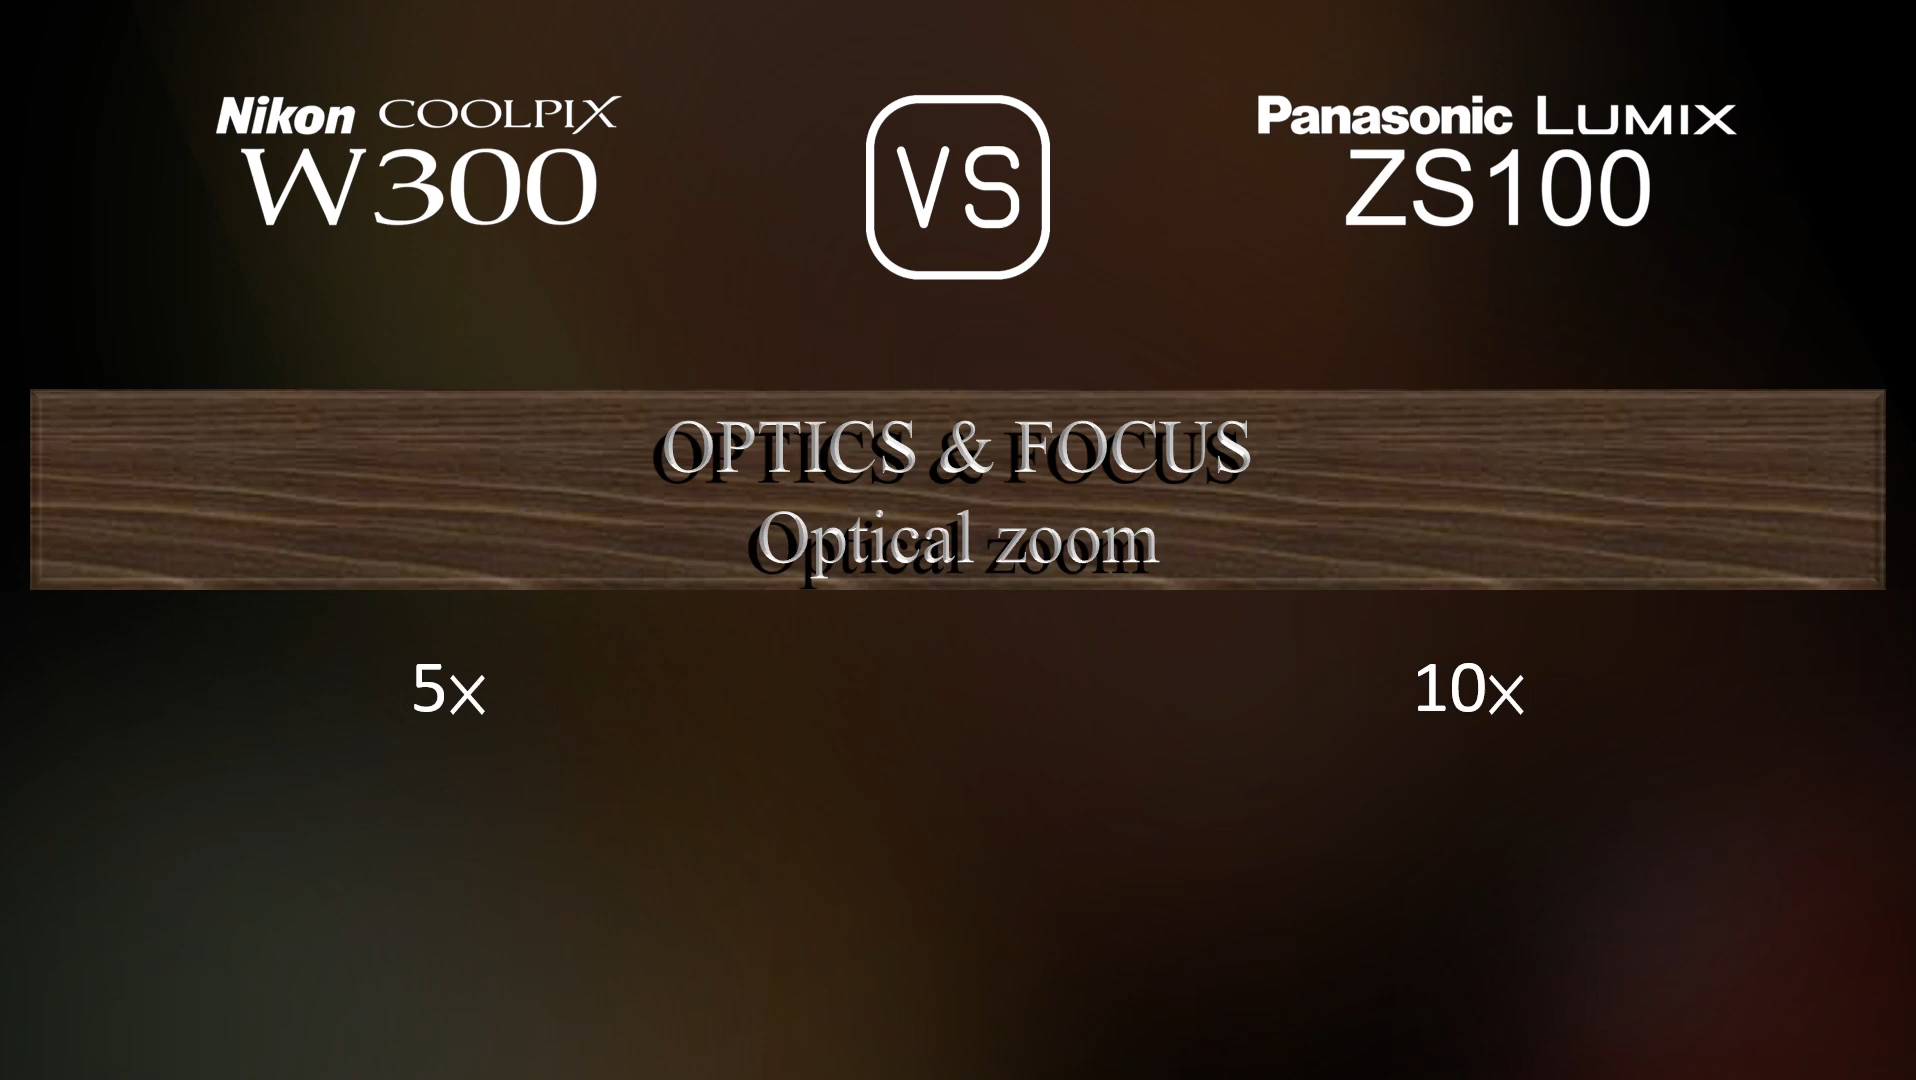 Nikon COOLPIX
W300
VS
Panasonic LUMIX
ZS100
OPTICS & FOCUS
Optical zoom
5x
10x